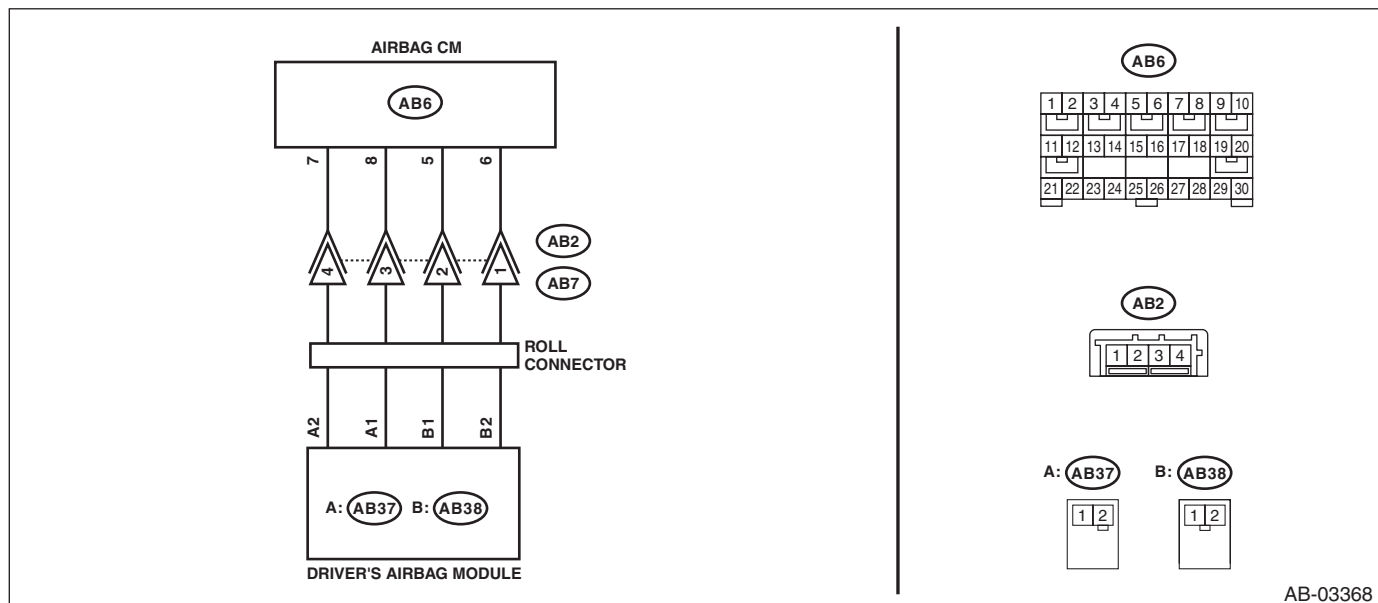 AIRBAG CM
AB6
7 8 5 6
4 3 2 1
AB2
AB7
ROLL
CONNECTOR
A2 A1 B1 B2
A: AB37 B: AB38
DRIVER'S AIRBAG MODULE
AB6
1 2 3 4 5 6 7 8 9 10
11 12 13 14 15 16 17 18 19 20
21 22 23 24 25 26 27 28 29 30
AB2
1 2 3 4
A: AB37 B: AB38
1 2 1 2
AB-03368